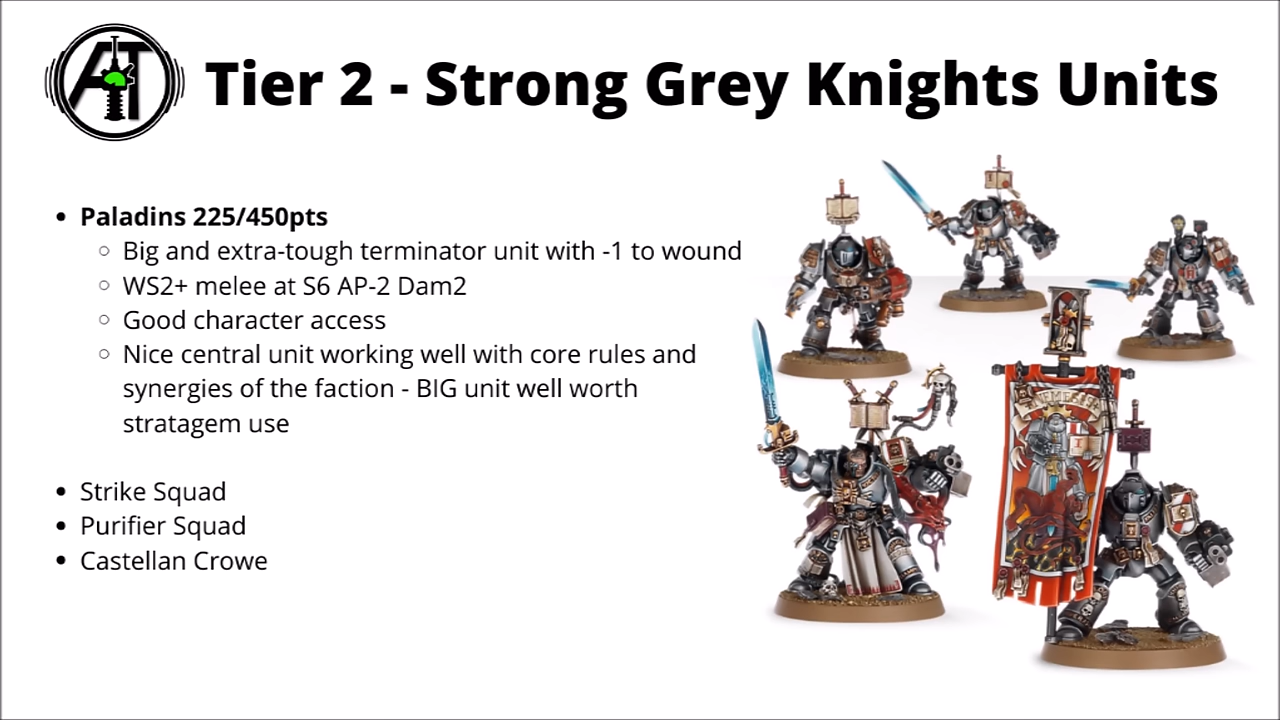 AT
Tier 2 - Strong Grey Knights Units
• Paladins 225/450pts
○ Big and extra-tough terminator unit with -1 to wound
○ WS2+ melee at S6 AP-2 Dam2
○ Good character access
○ Nice central unit working well with core rules and
synergies of the faction - BIG unit well worth
stratagem use
• Strike Squad
• Purifier Squad
• Castellan Crowe